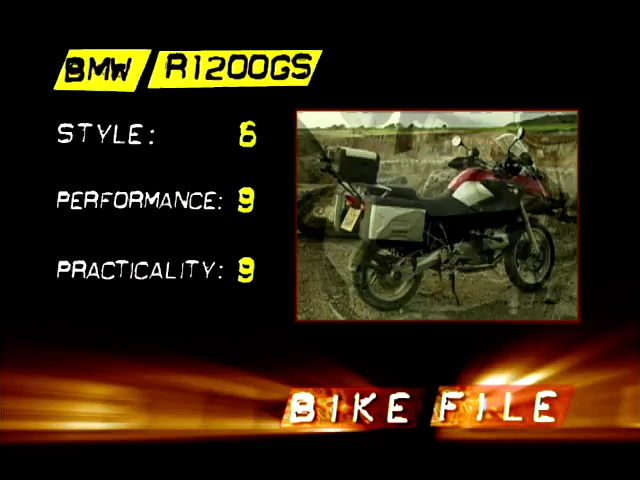 BMW R1200GS
STYLE: 6
PERFORMANCE: 9
PRACTICALITY: 9
BIKE FILE